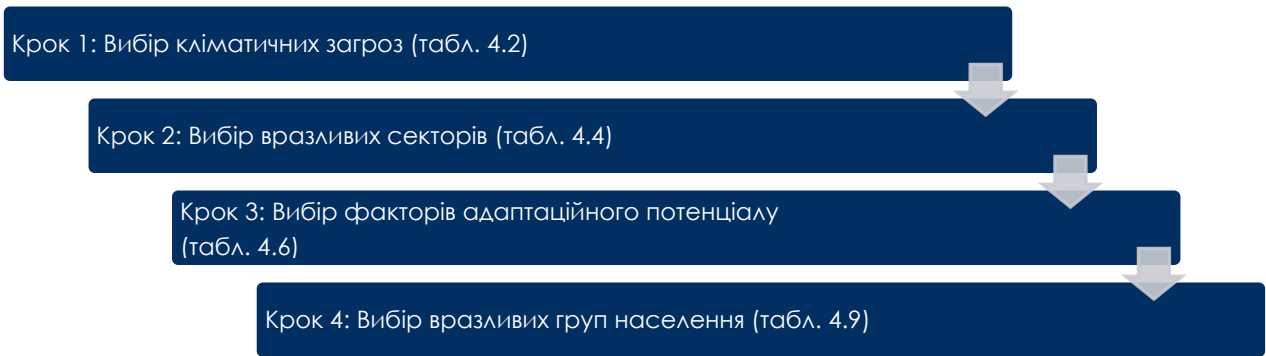 Крок 1: Вибір кліматичних загроз (табл. 4.2)
Крок 2: Вибір вразливих секторів (табл. 4.4)
Крок 3: Вибір факторів адаптаційного потенціалу
(табл. 4.6)
Крок 4: Вибір вразливих груп населення (табл. 4.9)